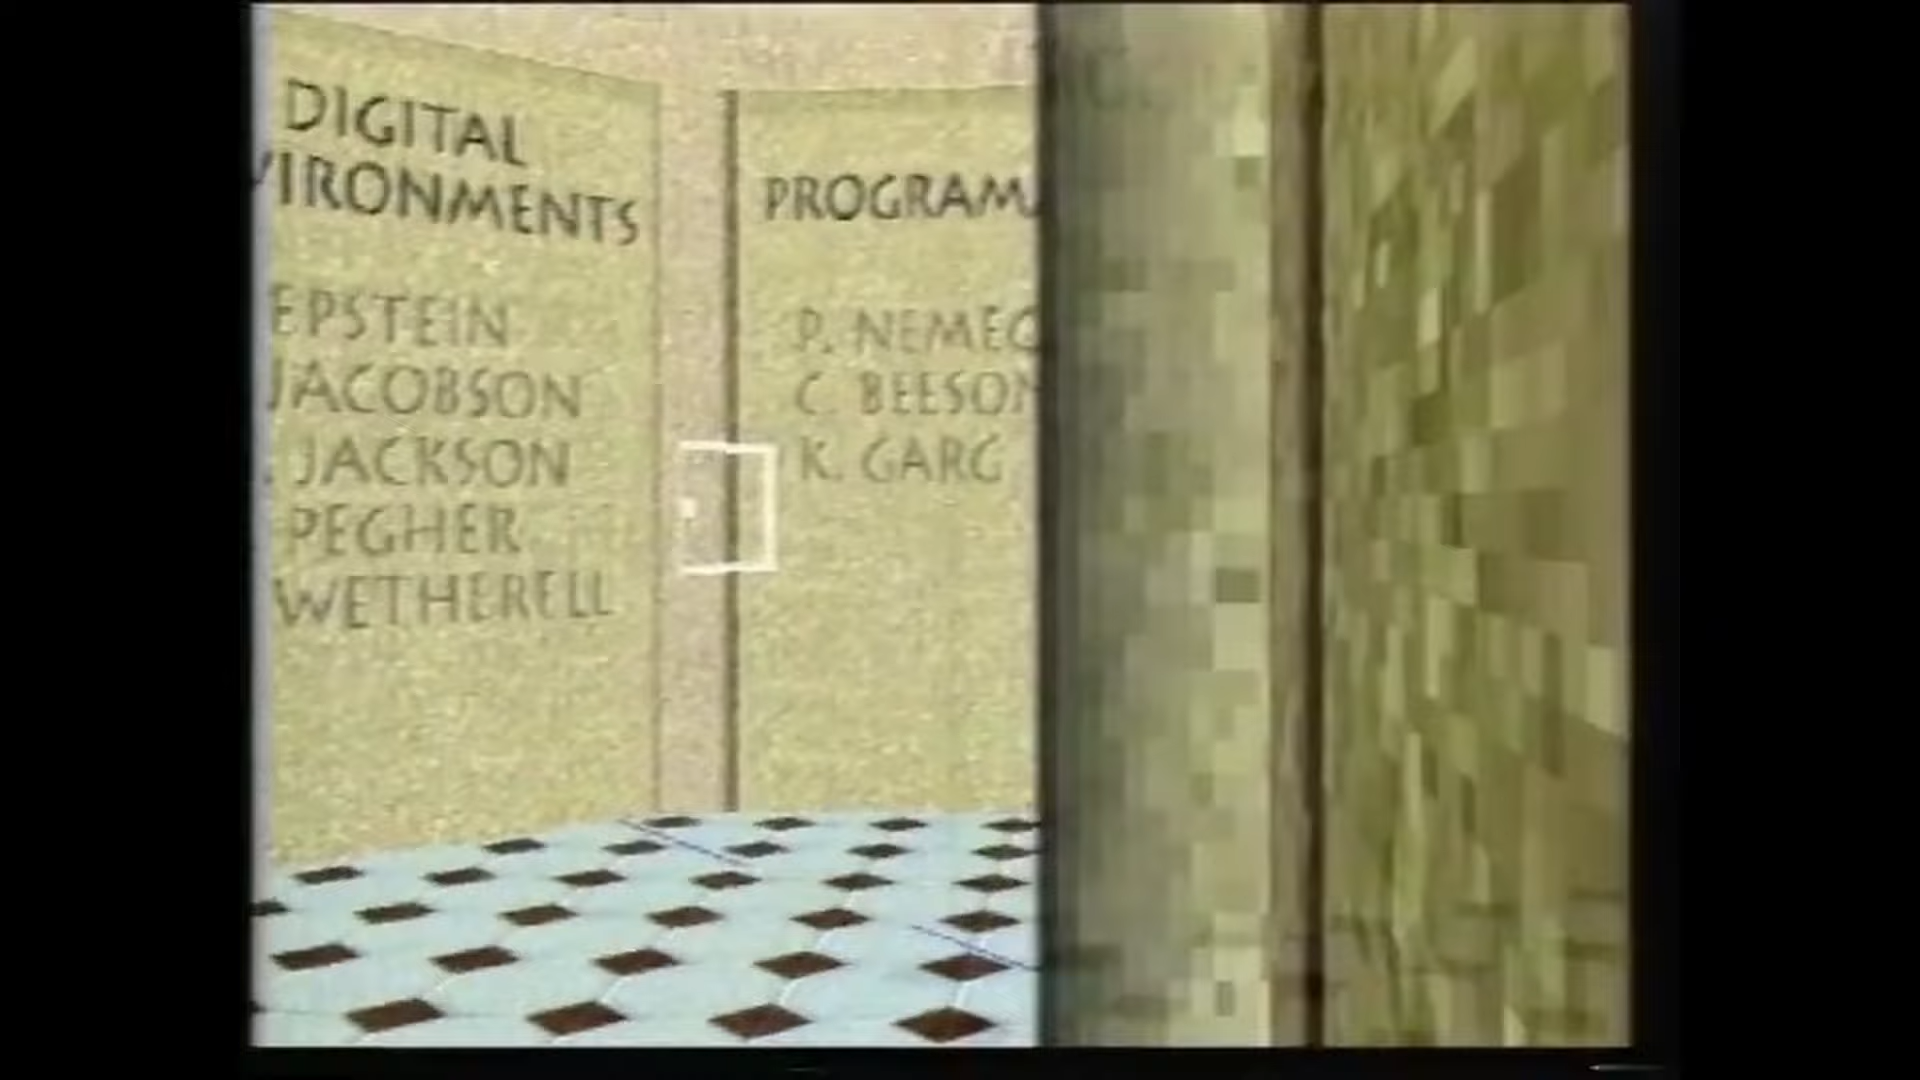 DIGITAL
VIRONMENTS
EPSTEIN
JACOBSON
JACKSON
PEGHER
WETHERELL
PROGRAM
P. NEMEC
C. BEESON
K. GARG